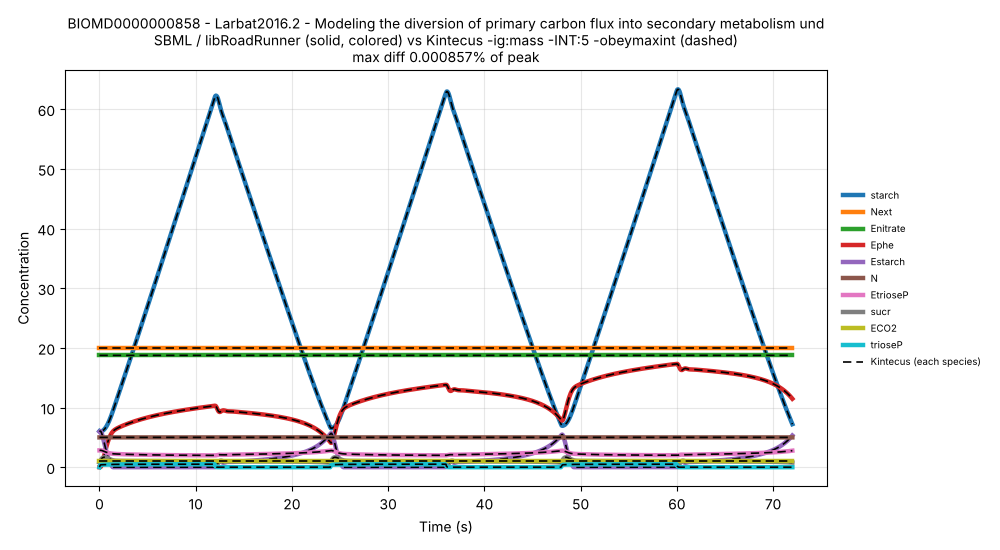 BIOMD0000000858 - Larbat2016.2 - Modeling the diversion of primary carbon flux into secondary metabolism und
SBML / libRoadRunner (solid, colored) vs Kintecus -ig:mass -INT:5 -obeymaxint (dashed)
max diff 0.000857% of peak
Concentration
60
50
40
30
20
10
0
0 10 20 30 40 50 60 70
Time (s)
starch
Next
Enitrate
Ephe
Estarch
N
EtrioseP
sucr
ECO2
trioseP
Kintecus (each species)